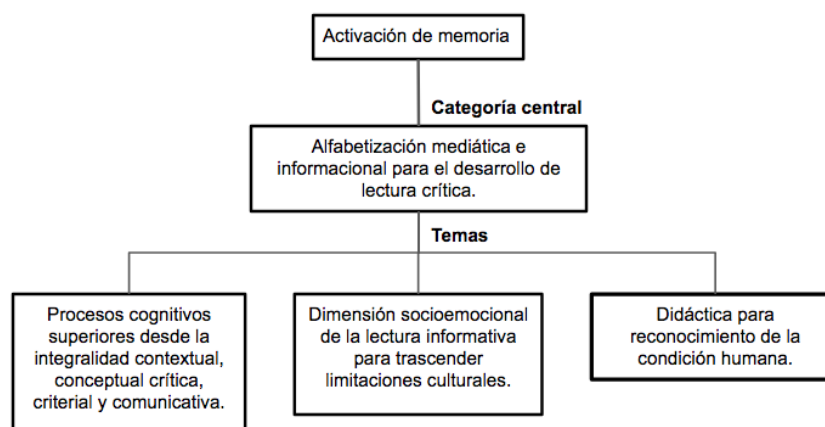 Activación de memoria
Categoría central
Alfabetización mediática e
informacional para el desarrollo de
lectura crítica.
Temas
Procesos cognitivos
superiores desde la
integralidad contextual,
conceptual crítica,
criterial y comunicativa.
Dimensión socioemocional
de la lectura informativa
para trascender
limitaciones culturales.
Didáctica para
reconocimiento de la
condición humana.